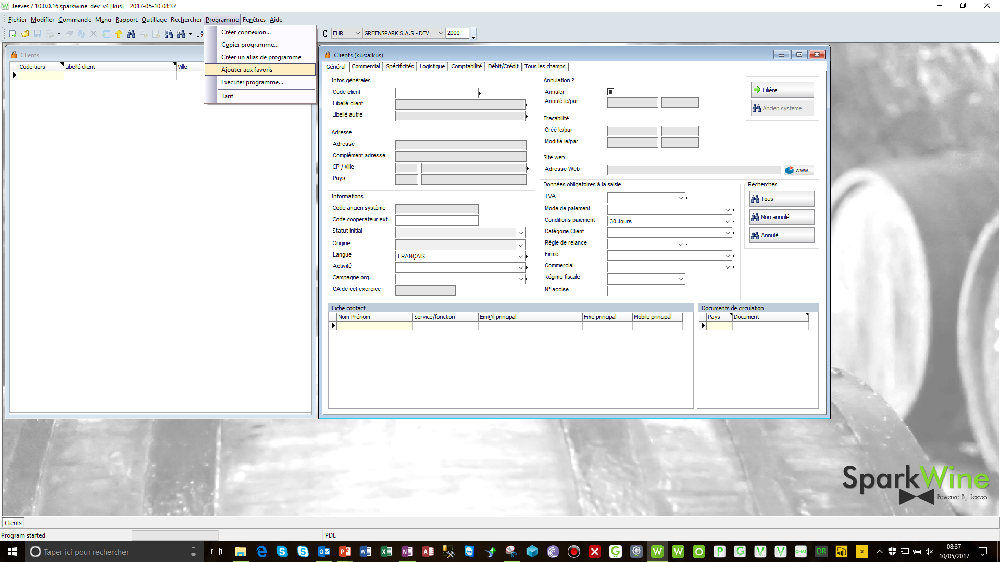 Jeeves / 10.0.0.16.sparkwine_dev_v4 [kus] 2017-05-10 08:37
Fichier Modifier Commande Menu Rapport Outillage Rechercher Programme Fenêtres Aide
Créer connexion...
Copier programme...
Créer un alias de programme
Ajouter aux favoris
Exécuter programme...
Tarif
€ EUR GREENSPARK S.A.S - DEV 2000
Clients
Code tiers Libellé client Ville
Clients (kus:a:kus)
Général Commercial Spécificités Logistique Comptabilité Débit/Crédit Tous les champs
Infos générales
Code client
Libellé client
Libellé autre
Adresse
Adresse
Complément adresse
CP / Ville
Pays
Informations
Code ancien système
Code cooperateur ext.
Statut initial
Origine
Langue FRANÇAIS
Activité
Campagne org.
CA de cet exercice
Annulation ?
Annuler
Annulé le/par
Traçabilité
Créé le/par
Modifié le/par
Site web
Adresse Web www.
Données obligatoires à la saisie
TVA
Mode de paiement
Conditions paiement 30 Jours
Catégorie Client
Règle de relance
Firme
Commercial
Régime fiscale
N° accise
Filière
Ancien systeme
Recherches
Tous
Non annulé
Annulé
Fiche contact
Nom-Prénom Service/fonction Em@il principal Fixe principal Mobile principal
Documents de circulation
Pays Document
SparkWine
Powered By Jeeves
Clients
Program started PDE
Taper ici pour rechercher
CHAI
DR
08:37
10/05/2017